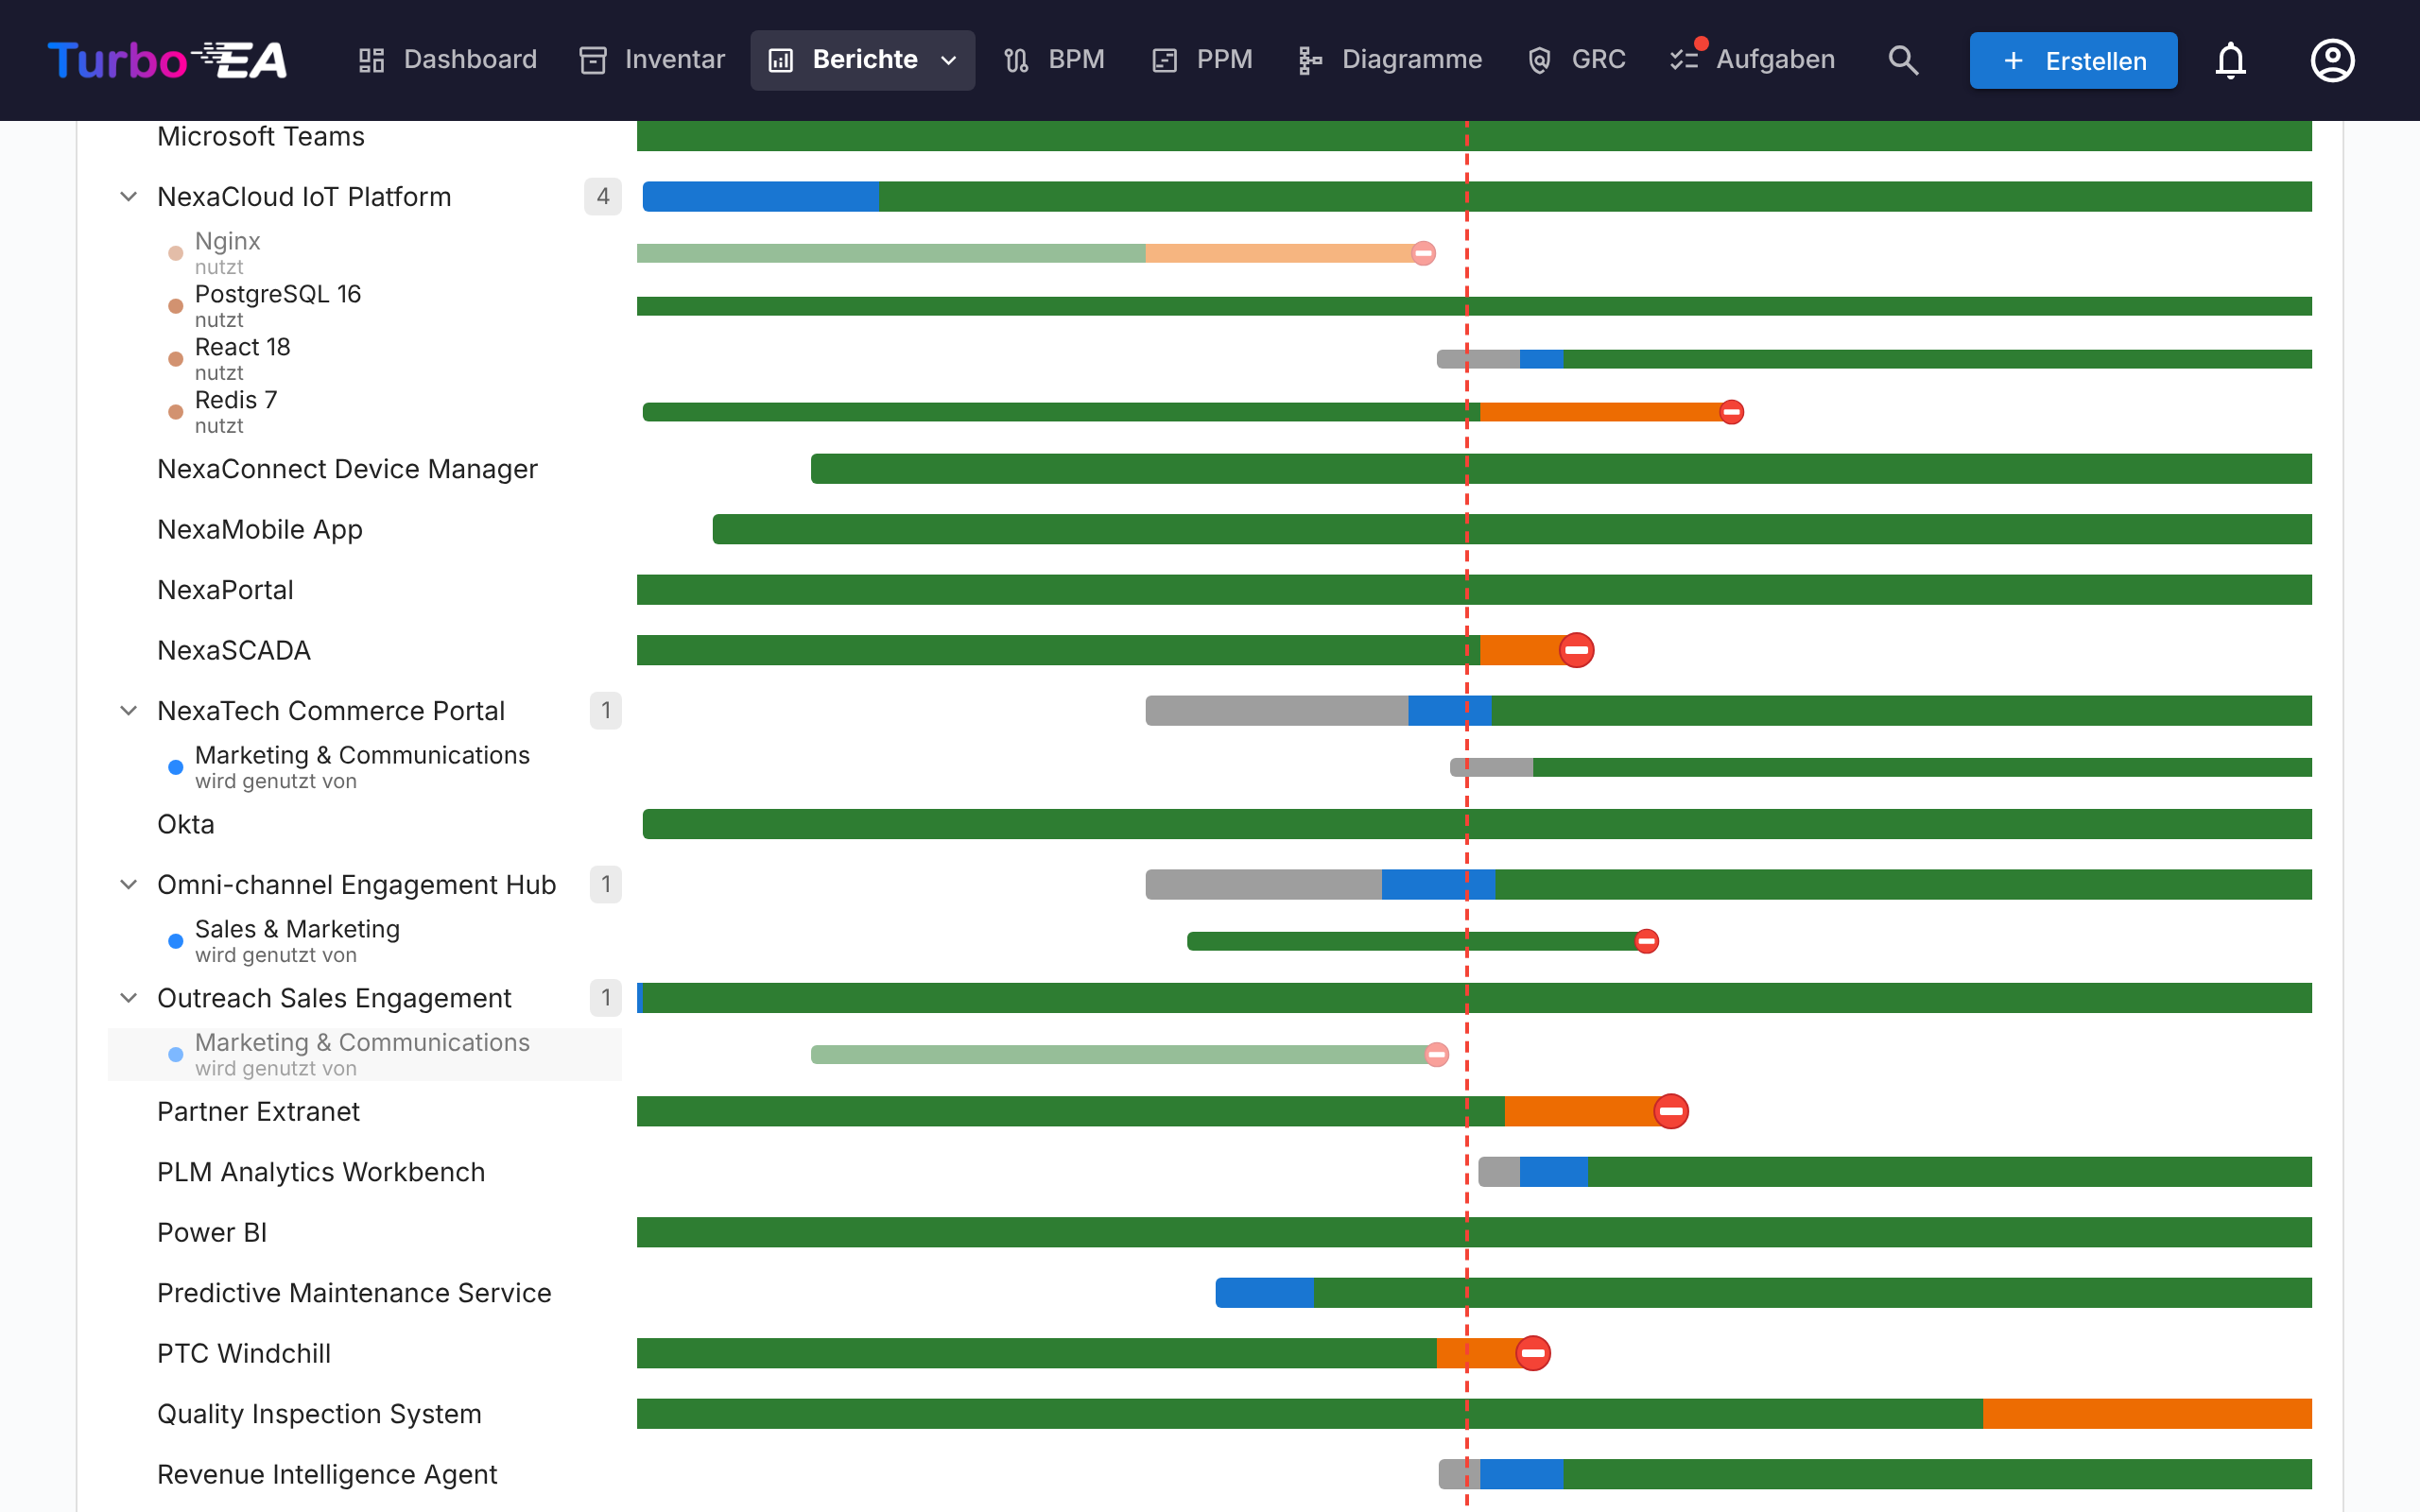 Turbo EA
Dashboard
Inventar
Berichte
BPM
PPM
Diagramme
GRC
Aufgaben
Erstellen
Microsoft Teams
NexaCloud IoT Platform 4
Nginx
nutzt
PostgreSQL 16
nutzt
React 18
nutzt
Redis 7
nutzt
NexaConnect Device Manager
NexaMobile App
NexaPortal
NexaSCADA
NexaTech Commerce Portal 1
Marketing & Communications
wird genutzt von
Okta
Omni-channel Engagement Hub 1
Sales & Marketing
wird genutzt von
Outreach Sales Engagement 1
Marketing & Communications
wird genutzt von
Partner Extranet
PLM Analytics Workbench
Power BI
Predictive Maintenance Service
PTC Windchill
Quality Inspection System
Revenue Intelligence Agent